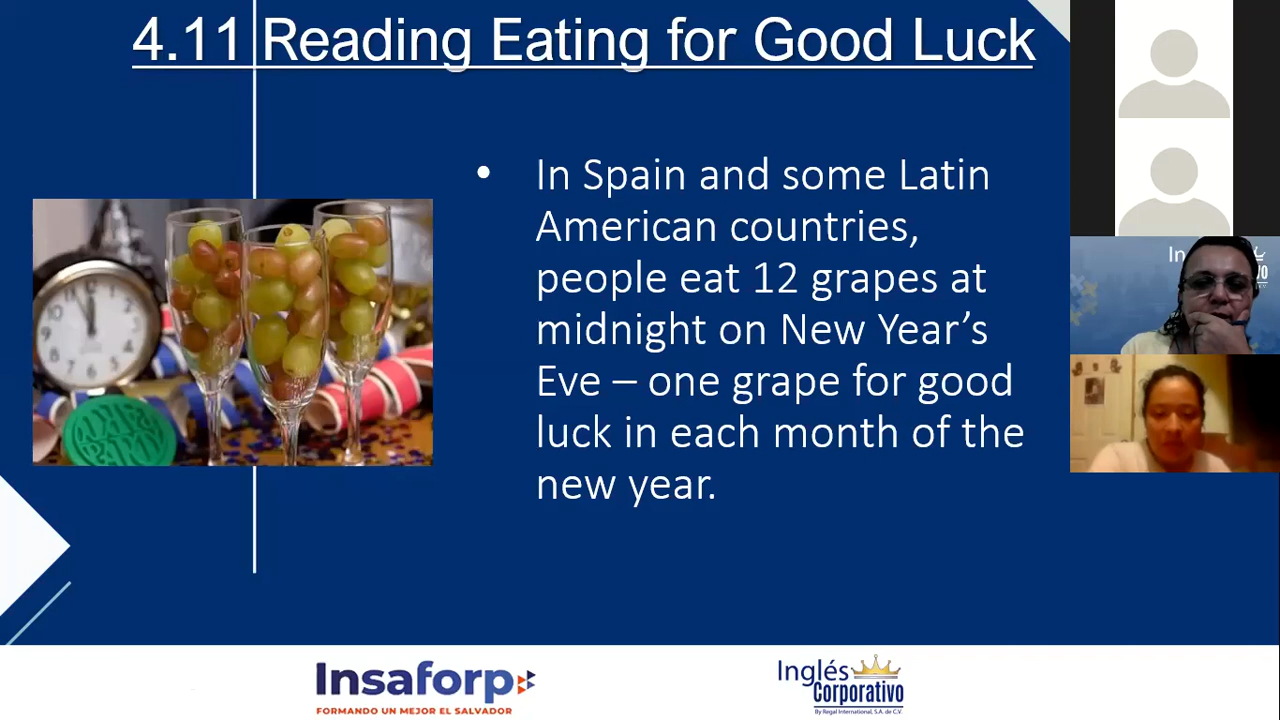 4.11 Reading Eating for Good Luck
• In Spain and some Latin
American countries,
people eat 12 grapes at
midnight on New Year’s
Eve – one grape for good
luck in each month of the
new year.
Insaforp
FORMANDO UN MEJOR EL SALVADOR
Inglés
Corporativo
By Regal International, S.A. de C.V.